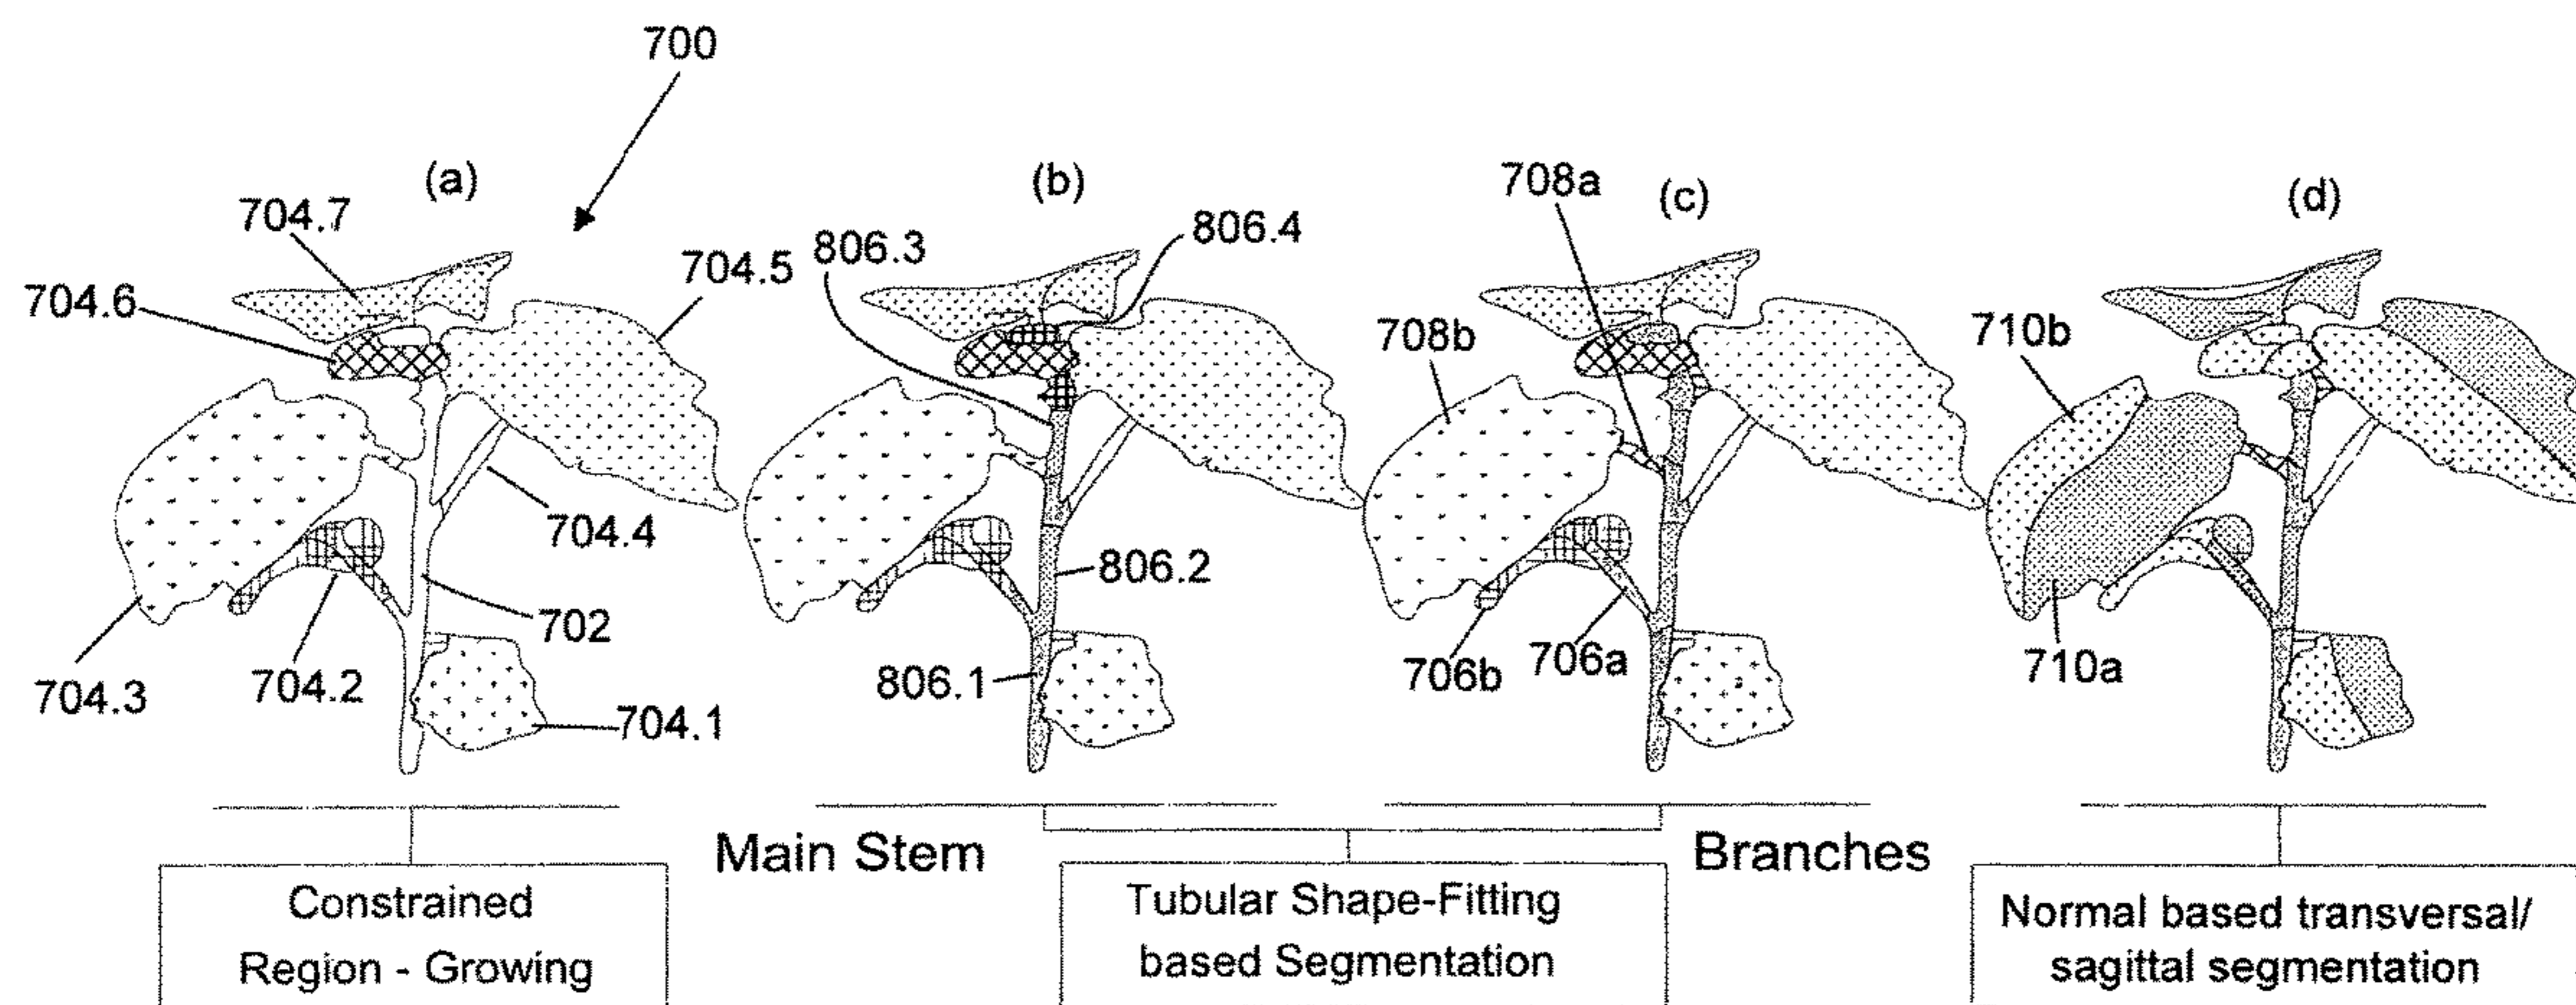 700
(a)
(b)
708a
(c)
(d)
704.7
806.3
806.4
704.5
704.6
708b
710b
704.4
806.2
702
706b
706a
710a
704.3
704.2
806.1
704.1
Main Stem
Branches
Constrained
Region - Growing
Tubular Shape-Fitting
based Segmentation
Normal based transversal/
sagittal segmentation